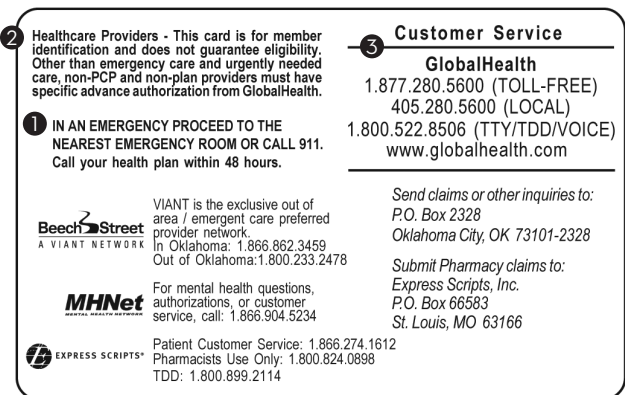 2 Healthcare Providers - This card is for member
identification and does not guarantee eligibility.
Other than emergency care and urgently needed
care, non-PCP and non-plan providers must have
specific advance authorization from GlobalHealth.
1 IN AN EMERGENCY PROCEED TO THE
NEAREST EMERGENCY ROOM OR CALL 911.
Call your health plan within 48 hours.
Beech Street
A VIANT NETWORK
VIANT is the exclusive out of
area / emergent care preferred
provider network.
In Oklahoma: 1.866.862.3459
Out of Oklahoma:1.800.233.2478
MHNet
MENTAL HEALTH NETWORK
For mental health questions,
authorizations, or customer
service, call: 1.866.904.5234
EXPRESS SCRIPTS®
Patient Customer Service: 1.866.274.1612
Pharmacists Use Only: 1.800.824.0898
TDD: 1.800.899.2114
3 Customer Service
GlobalHealth
1.877.280.5600 (TOLL-FREE)
405.280.5600 (LOCAL)
1.800.522.8506 (TTY/TDD/VOICE)
www.globalhealth.com
Send claims or other inquiries to:
P.O. Box 2328
Oklahoma City, OK 73101-2328
Submit Pharmacy claims to:
Express Scripts, Inc.
P.O. Box 66583
St. Louis, MO 63166